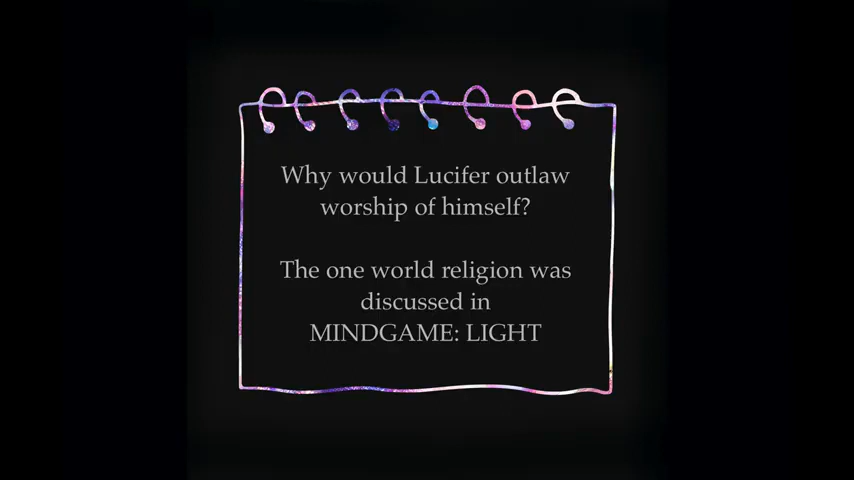 Why would Lucifer outlaw
worship of himself?
The one world religion was
discussed in
MINDGAME: LIGHT